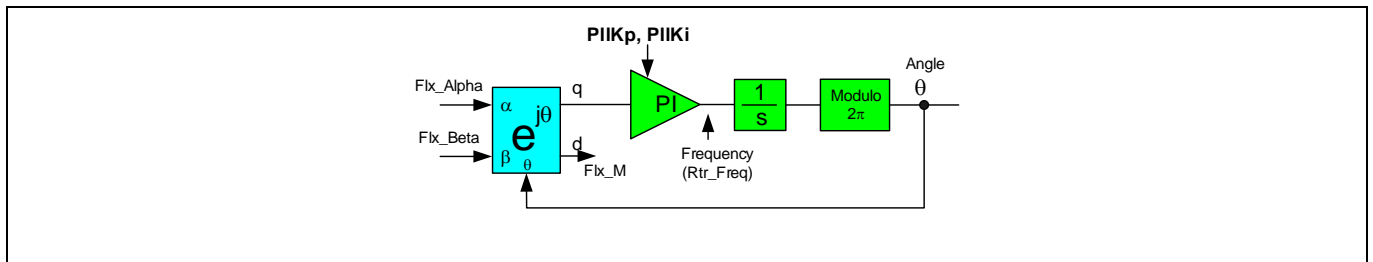 PllKp, PllKi
Flx_Alpha
α
q
PI
1
s
Modulo
2π
Angle
θ
Flx_Beta
β
e
jθ
θ
d
Flx_M
Frequency
(Rtr_Freq)